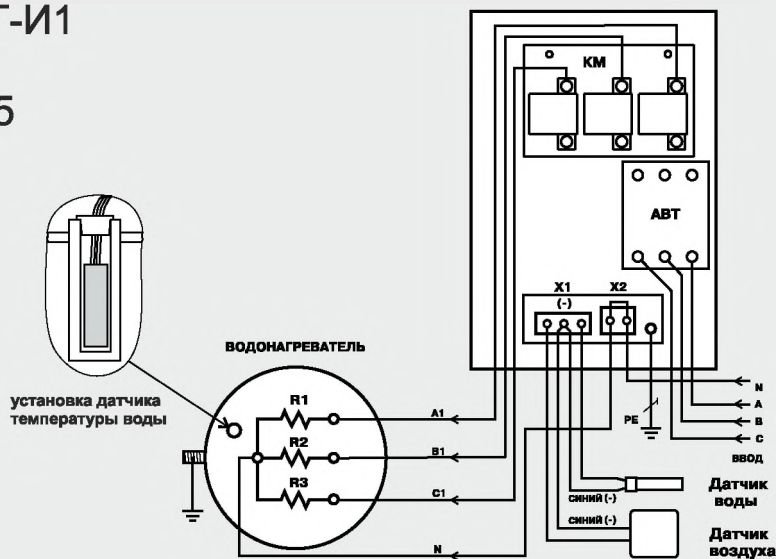 Т-И1
5
КМ
АВТ
X1
X2
(-)
ВОДОНАГРЕВАТЕЛЬ
установка датчика
температуры воды
R1
R2
R3
A1
B1
C1
N
PE
N
A
B
C
ВВОД
синий (-)
Датчик
воды
синий (-)
Датчик
воздуха